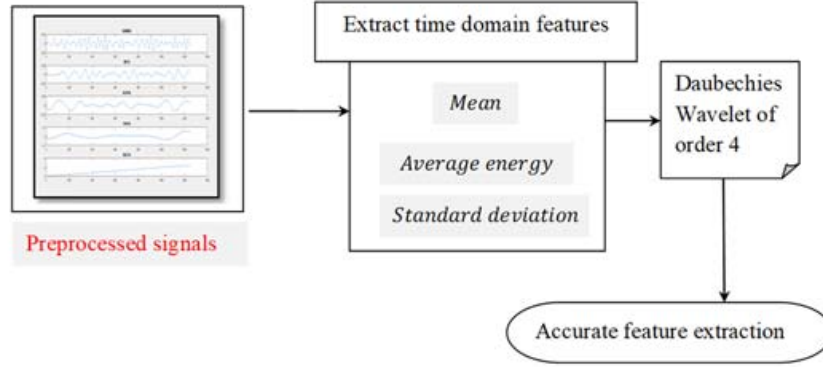 Preprocessed signals
Extract time domain features
Mean
Average energy
Standard deviation
Daubechies
Wavelet of
order 4
Accurate feature extraction